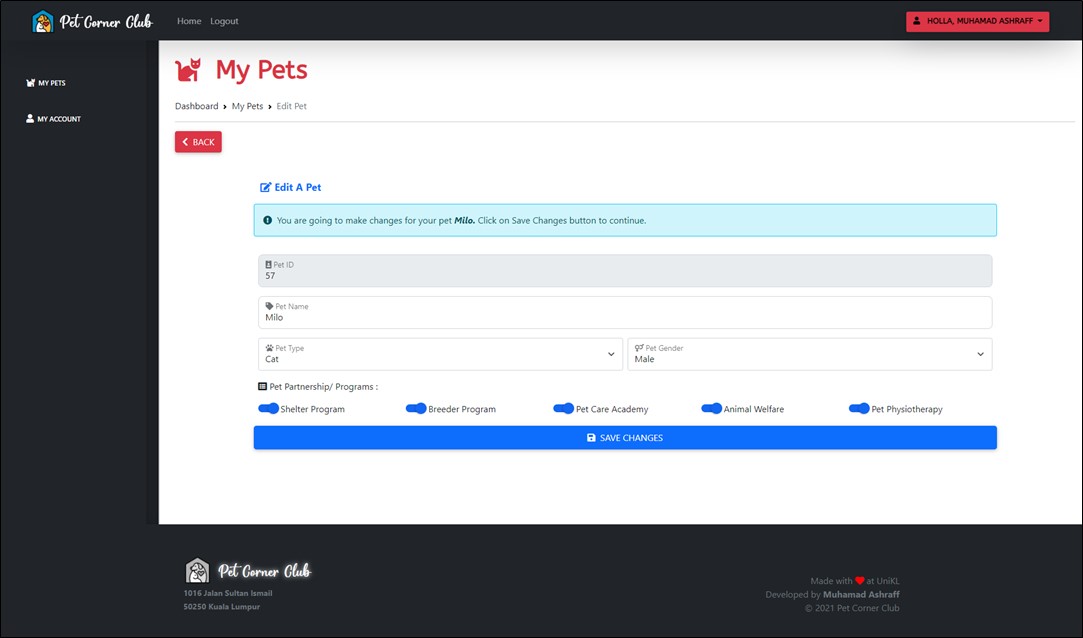 Pet Corner Club
Home Logout
HOLLA, MUHAMAD ASHRAFF
MY PETS
MY ACCOUNT
My Pets
Dashboard › My Pets › Edit Pet
BACK
Edit A Pet
You are going to make changes for your pet Milo. Click on Save Changes button to continue.
Pet ID
57
Pet Name
Milo
Pet Type
Cat
Pet Gender
Male
Pet Partnership/ Programs :
Shelter Program Breeder Program Pet Care Academy Animal Welfare Pet Physiotherapy
SAVE CHANGES
Pet Corner Club
1016 Jalan Sultan Ismail
50250 Kuala Lumpur
Made with ❤ at UniKL
Developed by Muhamad Ashraff
© 2021 Pet Corner Club